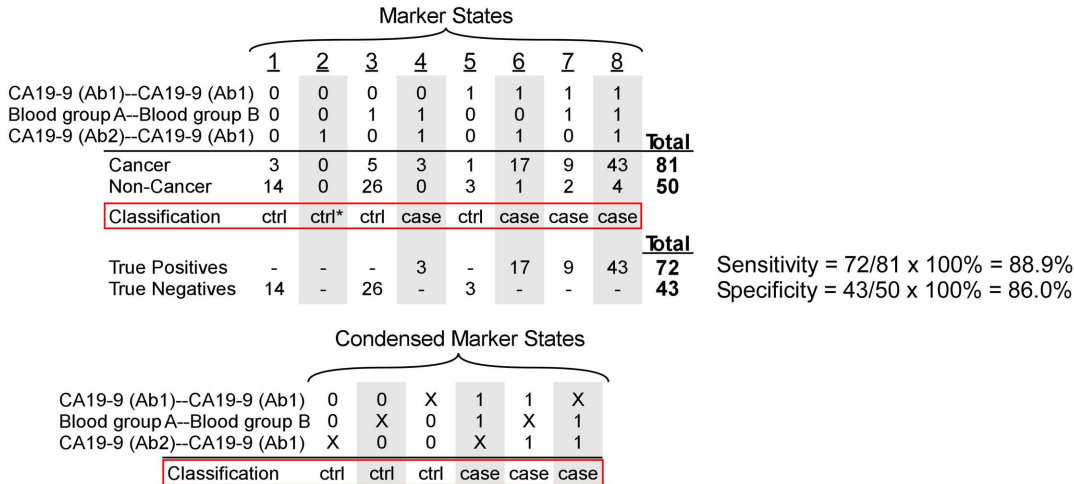 Marker States
1 2 3 4 5 6 7 8
CA19-9 (Ab1)--CA19-9 (Ab1) 0 0 0 0 1 1 1 1
Blood group A--Blood group B 0 0 1 1 0 0 1 1
CA19-9 (Ab2)--CA19-9 (Ab1) 0 1 0 1 0 1 0 1 Total
Cancer 3 0 5 3 1 17 9 43 81
Non-Cancer 14 0 26 0 3 1 2 4 50
Classification ctrl ctrl* ctrl case ctrl case case case
Total
True Positives - - - 3 - 17 9 43 72 Sensitivity = 72/81 x 100% = 88.9%
True Negatives 14 - 26 - 3 - - - 43 Specificity = 43/50 x 100% = 86.0%
Condensed Marker States
CA19-9 (Ab1)--CA19-9 (Ab1) 0 0 X 1 1 X
Blood group A--Blood group B 0 X 0 1 X 1
CA19-9 (Ab2)--CA19-9 (Ab1) X 0 0 X 1 1
Classification ctrl ctrl ctrl case case case